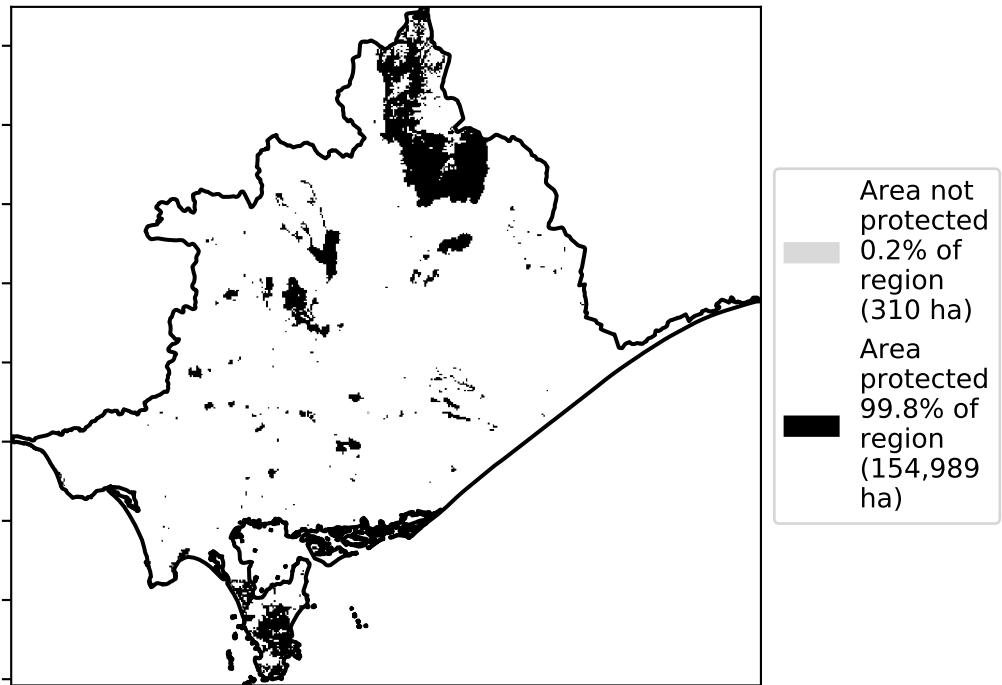 Area not
protected
0.2% of
region
(310 ha)
Area
protected
99.8% of
region
(154,989
ha)